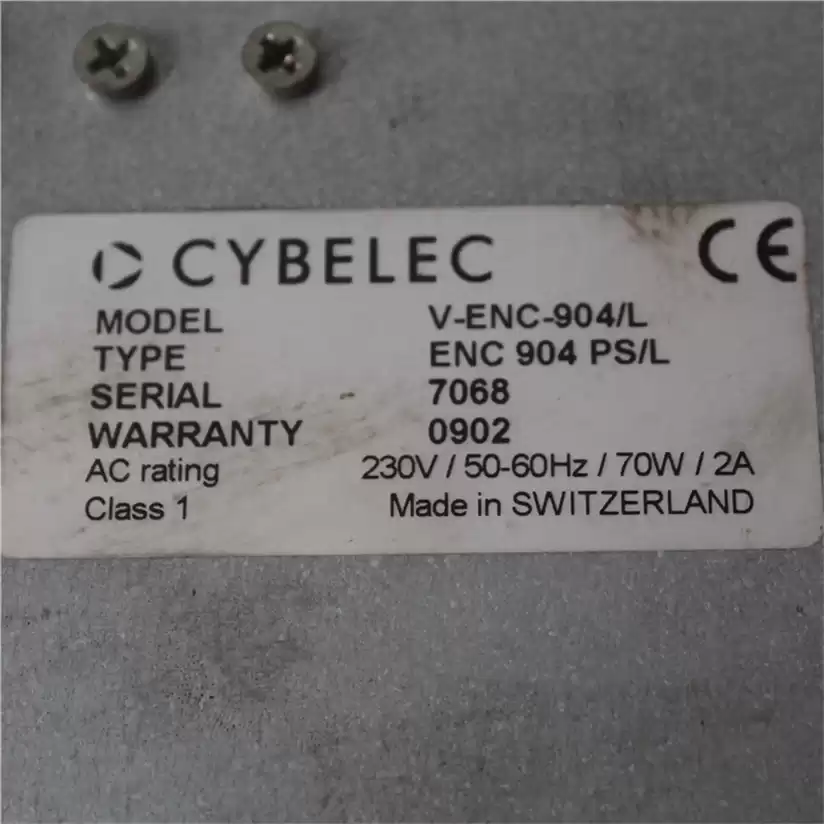 CYBELEC CE
MODEL V-ENC-904/L
TYPE ENC 904 PS/L
SERIAL 7068
WARRANTY 0902
AC rating 230V / 50-60Hz / 70W / 2A
Class 1 Made in SWITZERLAND